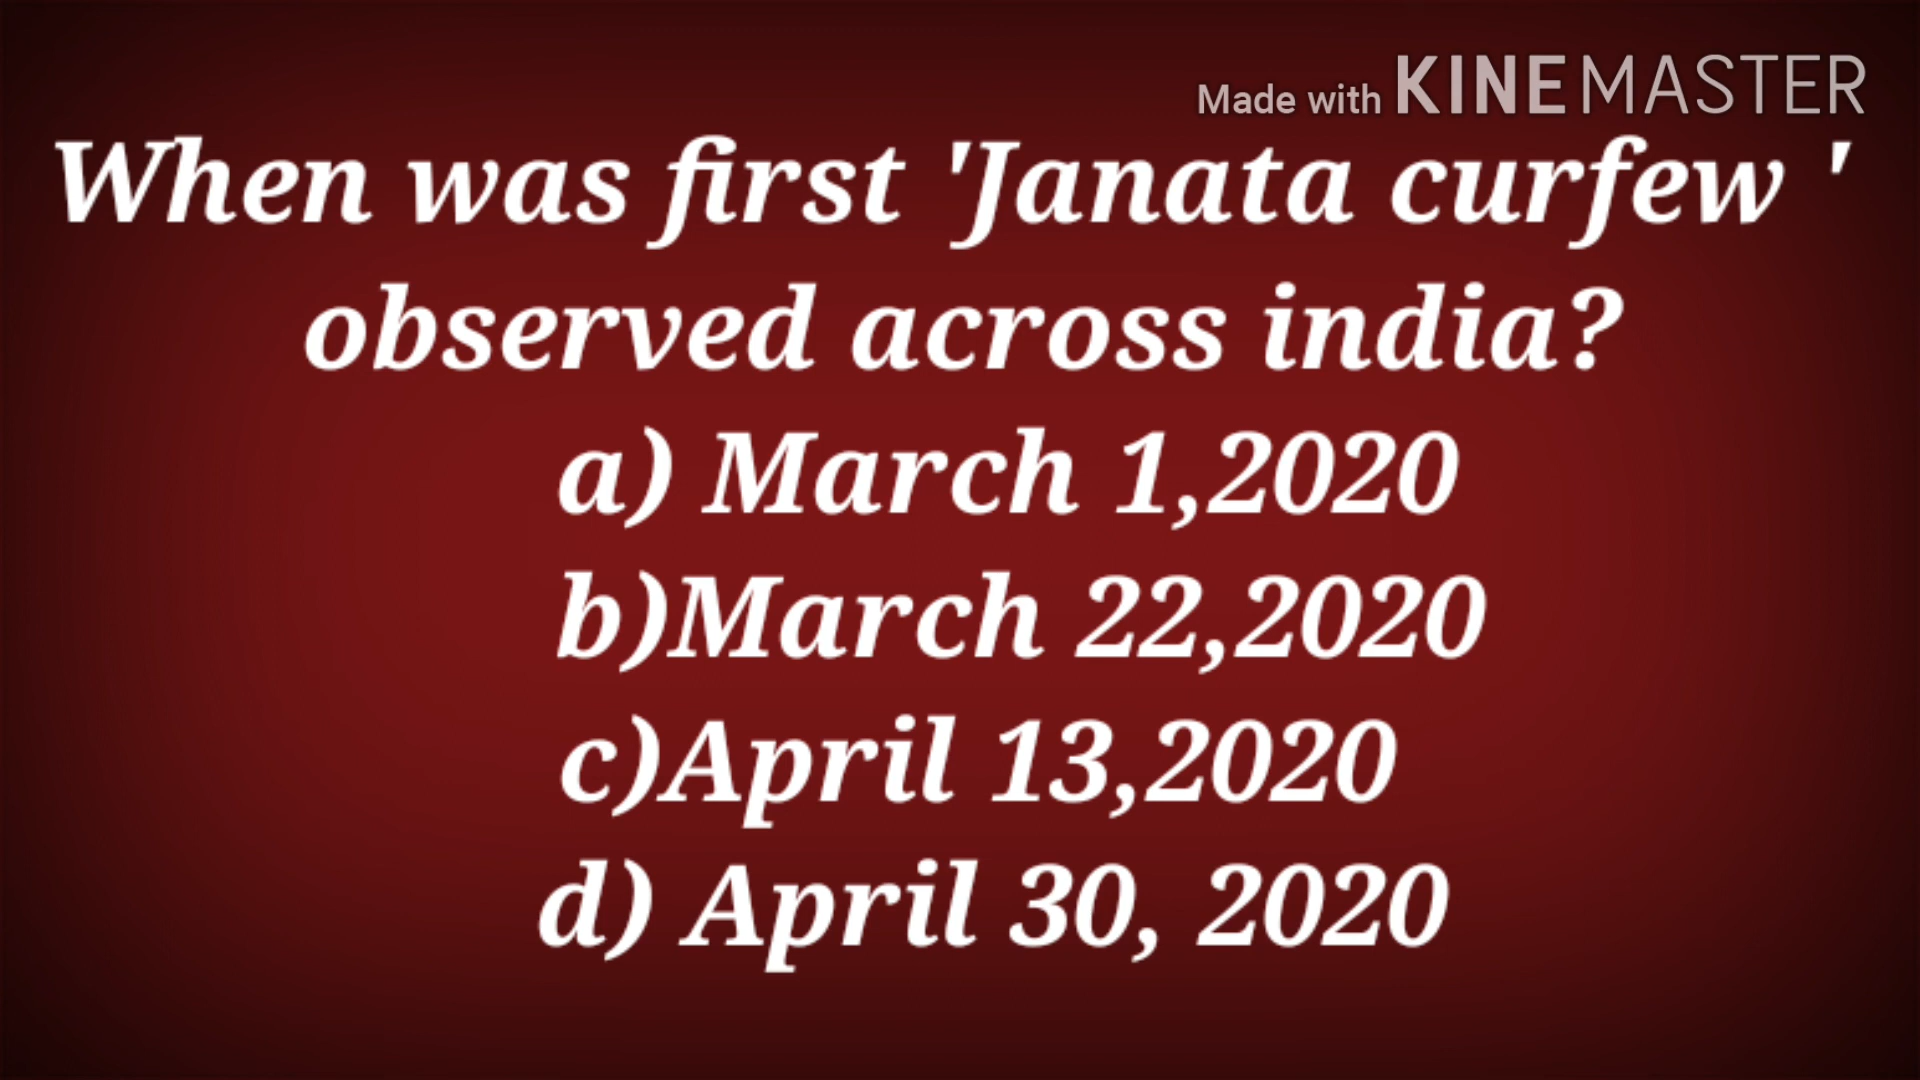 Made with KINEMASTER
When was first 'Janata curfew '
observed across india?
a) March 1,2020
b)March 22,2020
c)April 13,2020
d) April 30, 2020